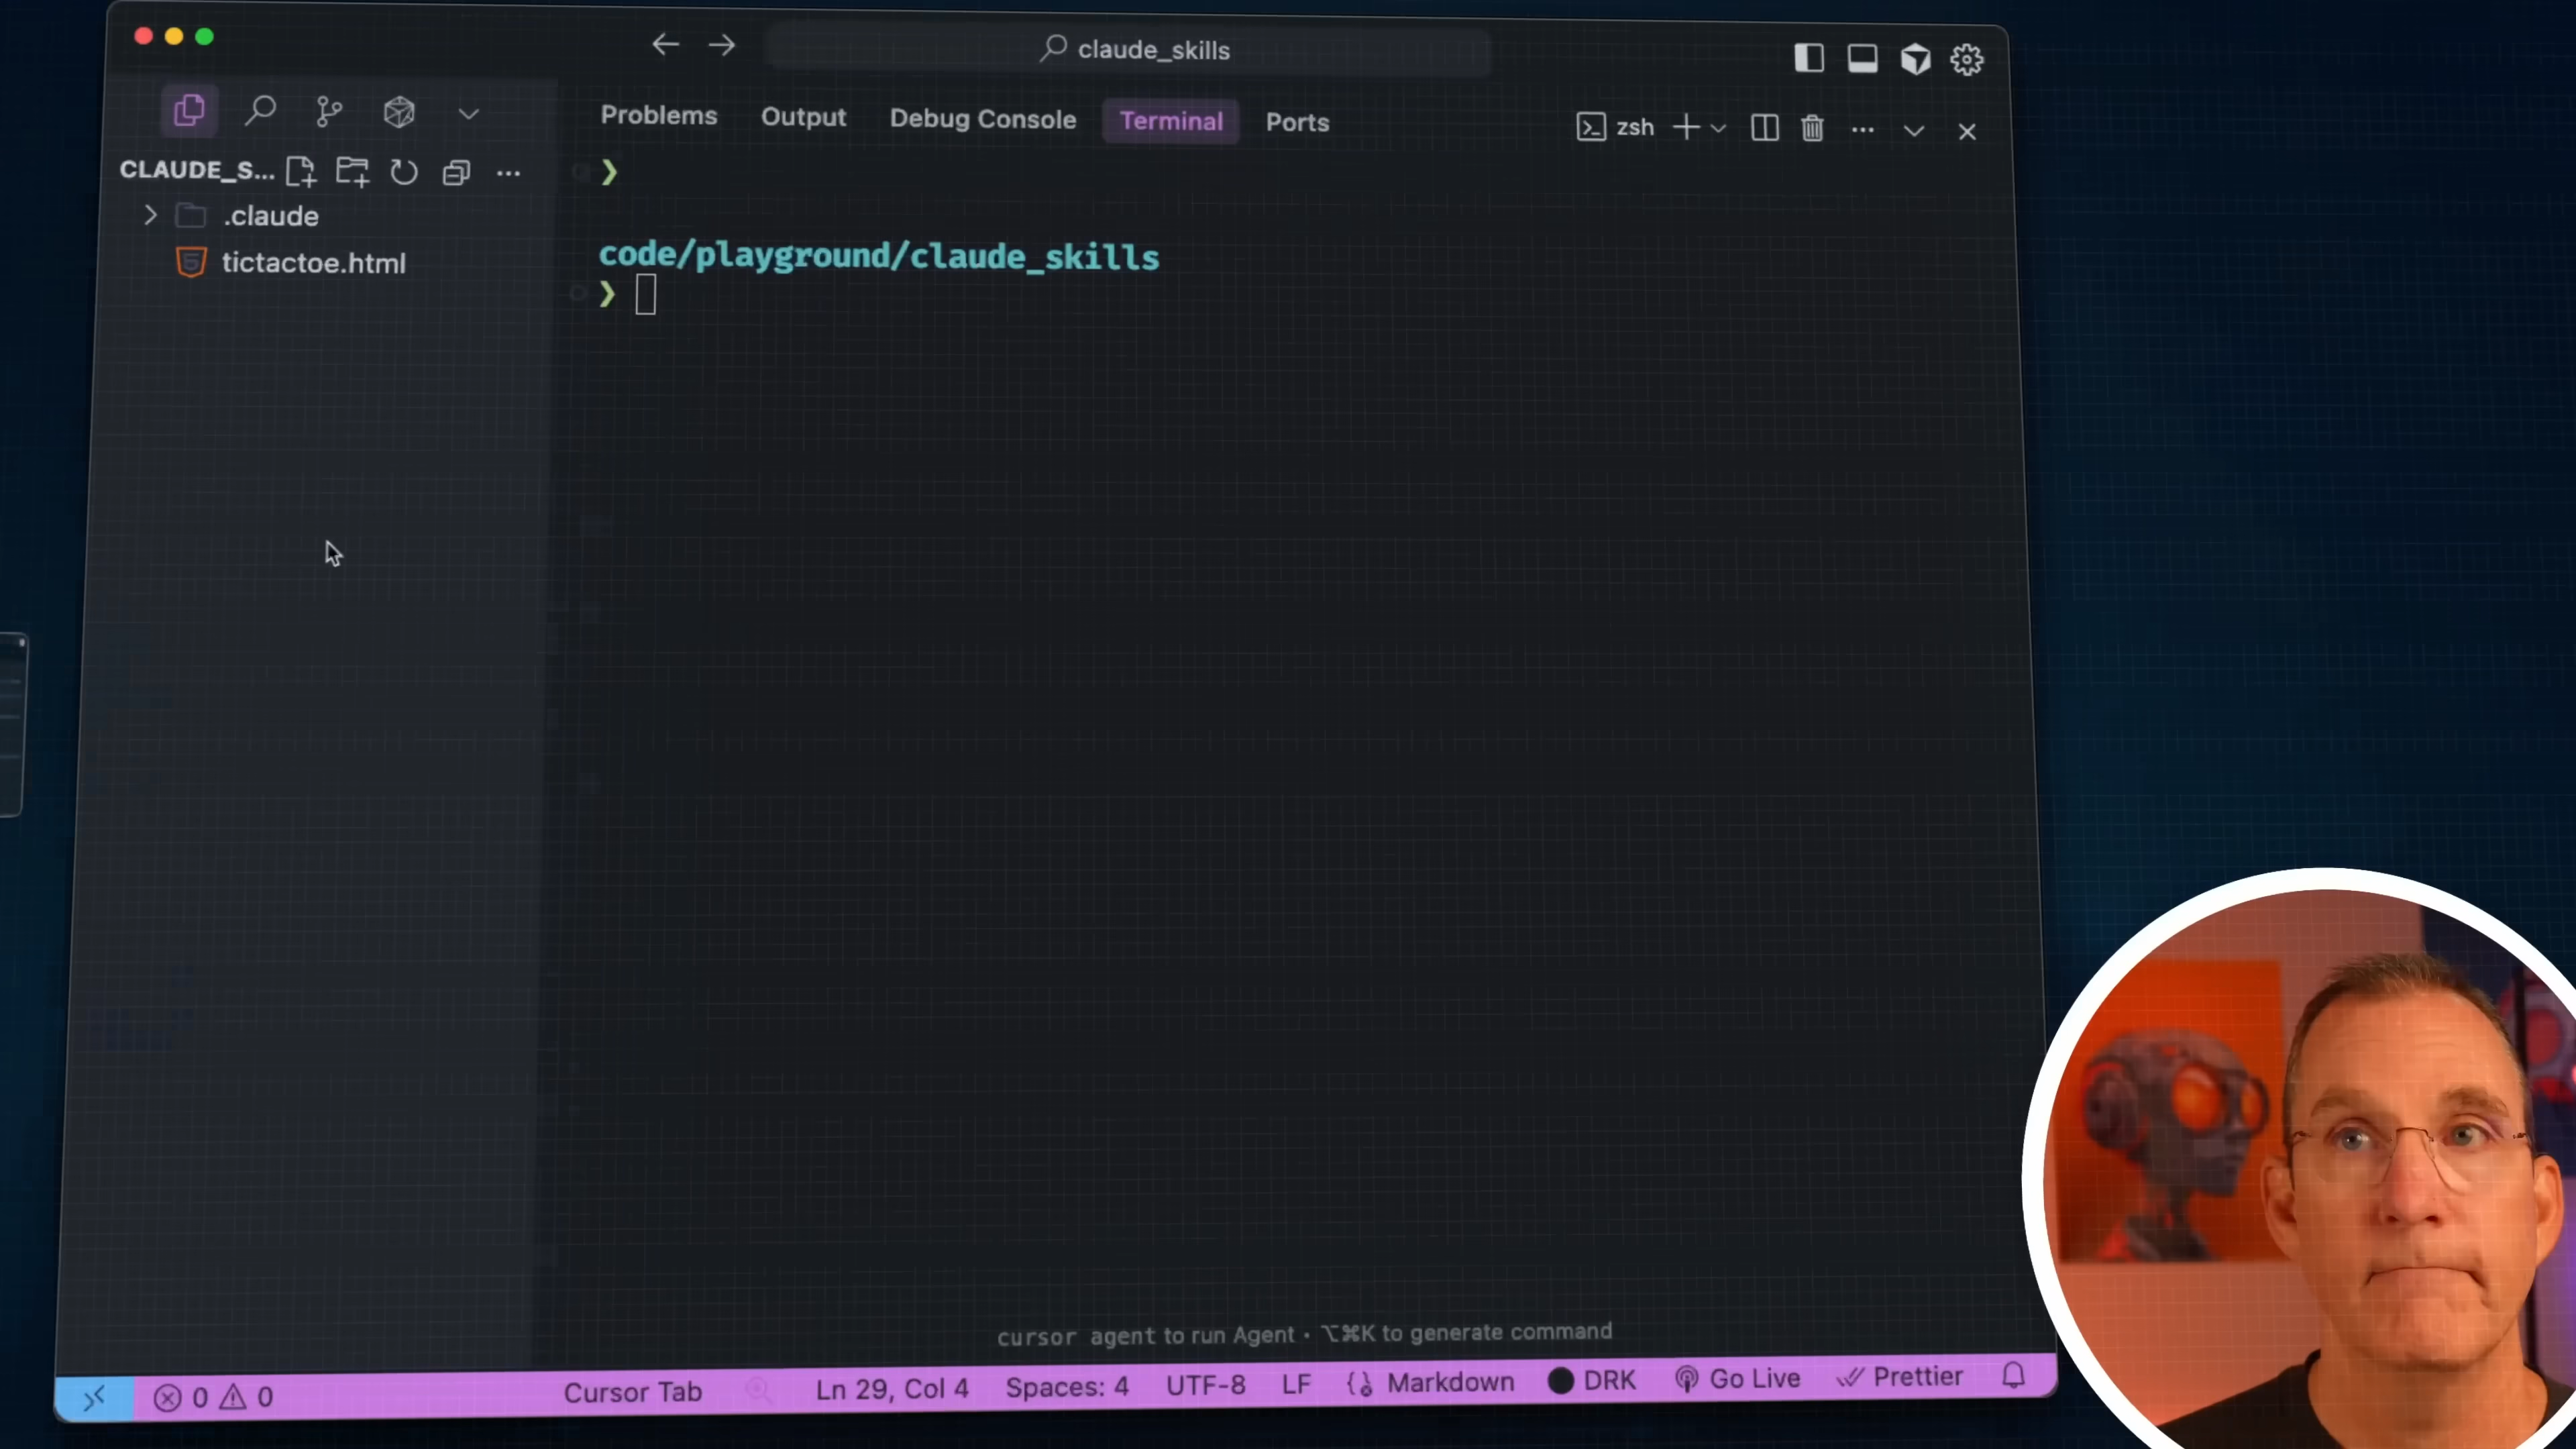 claude_skills
Problems Output Debug Console Terminal Ports
zsh
CLAUDE_S...
.claude
tictactoe.html
❯
code/playground/claude_skills
❯
cursor agent to run Agent • ⌥⌘K to generate command
0 0
Cursor Tab
Ln 29, Col 4
Spaces: 4
UTF-8
LF
Markdown
DRK
Go Live
Prettier